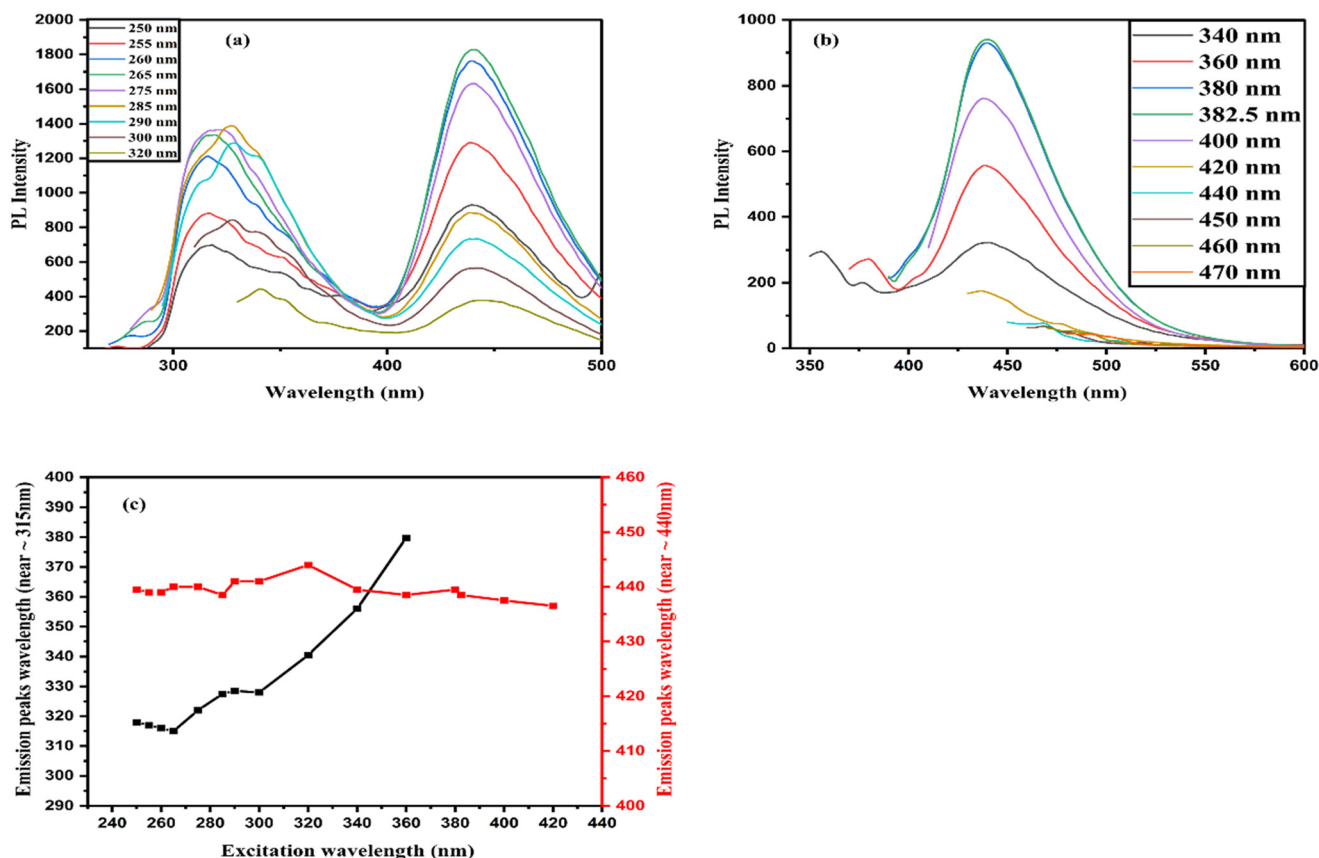 (a)
250 nm
255 nm
260 nm
265 nm
275 nm
285 nm
290 nm
300 nm
320 nm
2000
1800
1600
1400
1200
1000
800
600
400
200
PL Intensity
300
400
500
Wavelength (nm)
(b)
340 nm
360 nm
380 nm
382.5 nm
400 nm
420 nm
440 nm
450 nm
460 nm
470 nm
1000
800
600
400
200
0
PL Intensity
350
400
450
500
550
600
Wavelength (nm)
(c)
400
390
380
370
360
350
340
330
320
310
300
290
Emission peaks wavelength (near ~ 315nm)
460
450
440
430
420
410
400
Emission peaks wavelength (near ~ 440nm)
240 260 280 300 320 340 360 380 400 420 440
Excitation wavelength (nm)